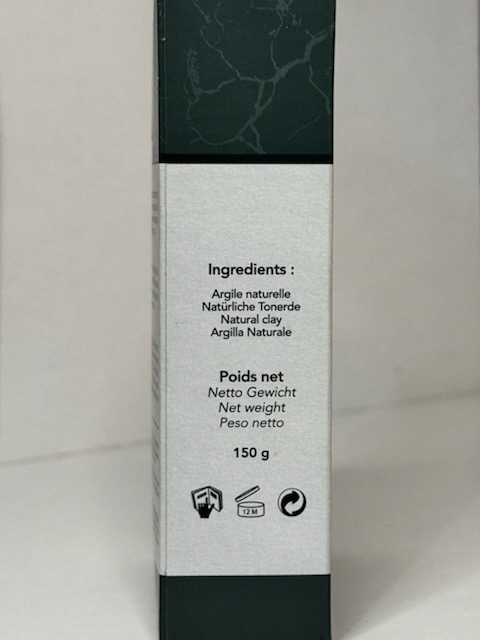 Ingredients :
Argile naturelle
Natürliche Tonerde
Natural clay
Argilla Naturale
Poids net
Netto Gewicht
Net weight
Peso netto
150 g
12 M